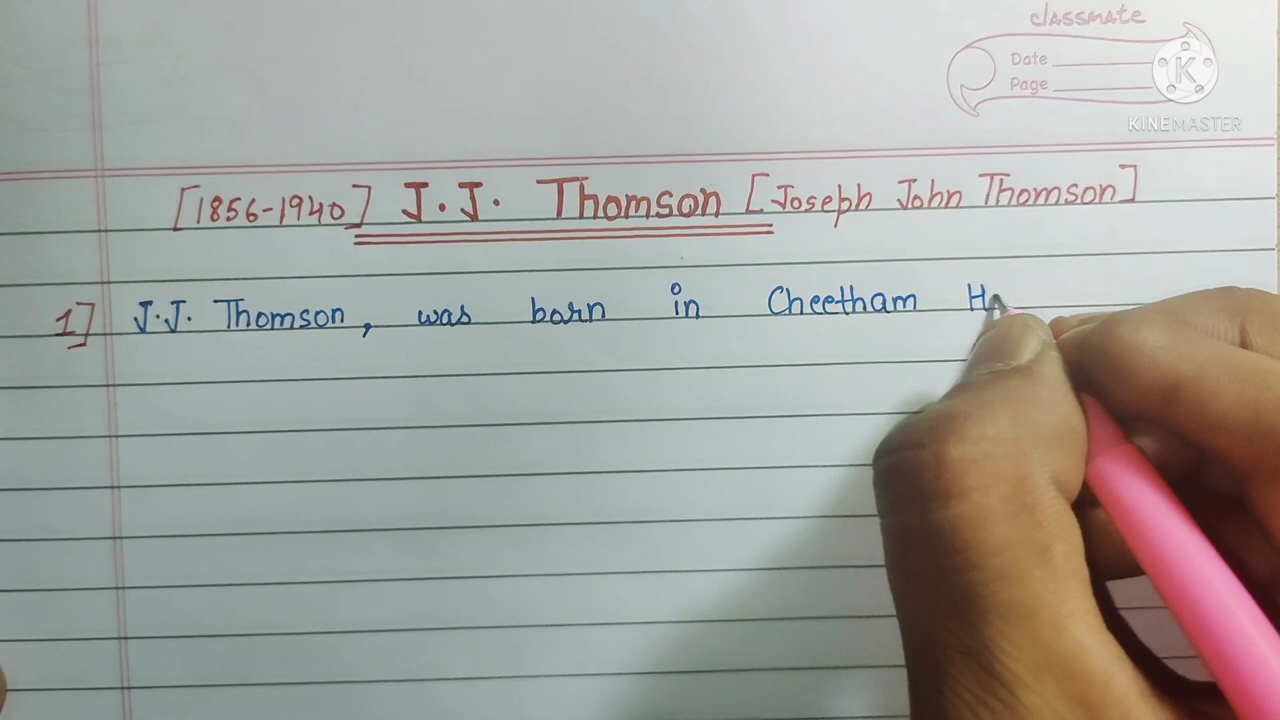 classmate
Date
Page
KINEMASTER
[1856-1940] J.J. Thomson [Joseph John Thomson]
1] J.J. Thomson, was born in Cheetham